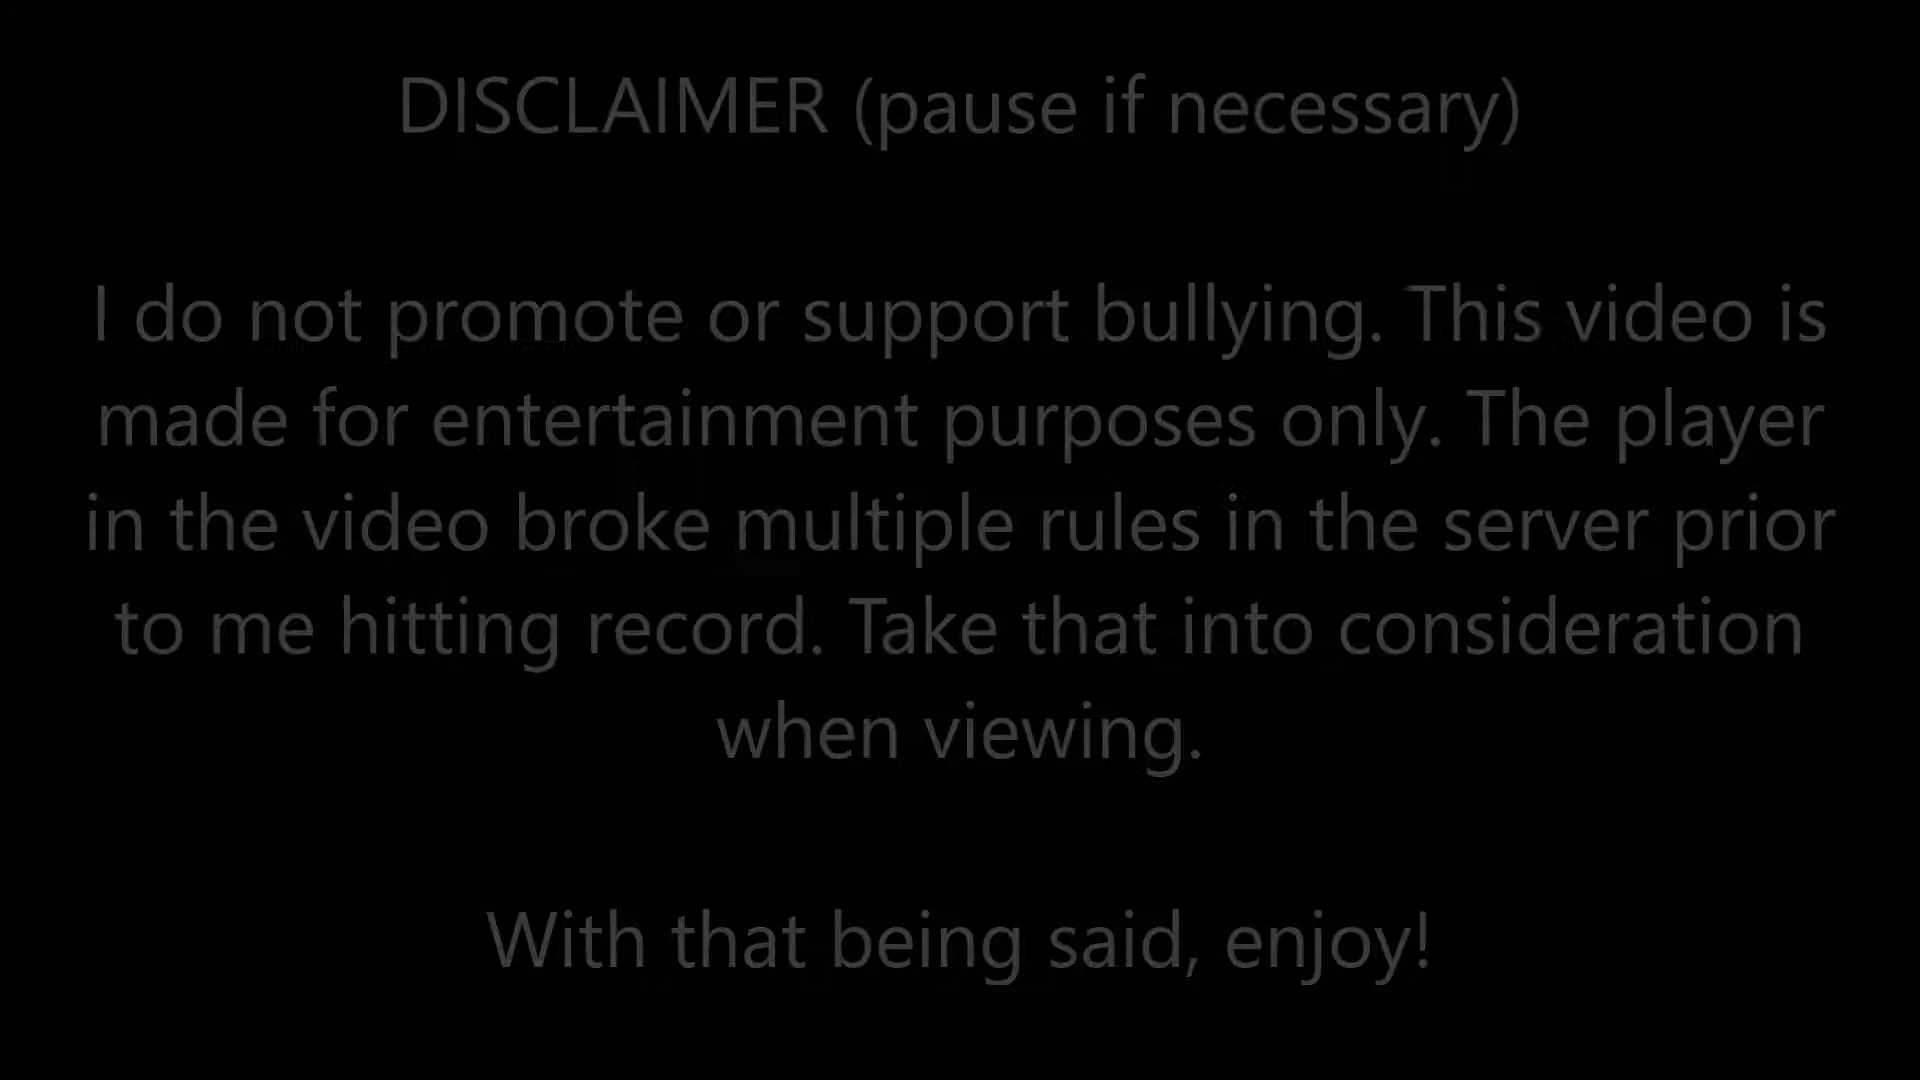 DISCLAIMER (pause if necessary)
I do not promote or support bullying. This video is
made for entertainment purposes only. The player
in the video broke multiple rules in the server prior
to me hitting record. Take that into consideration
when viewing.
With that being said, enjoy!